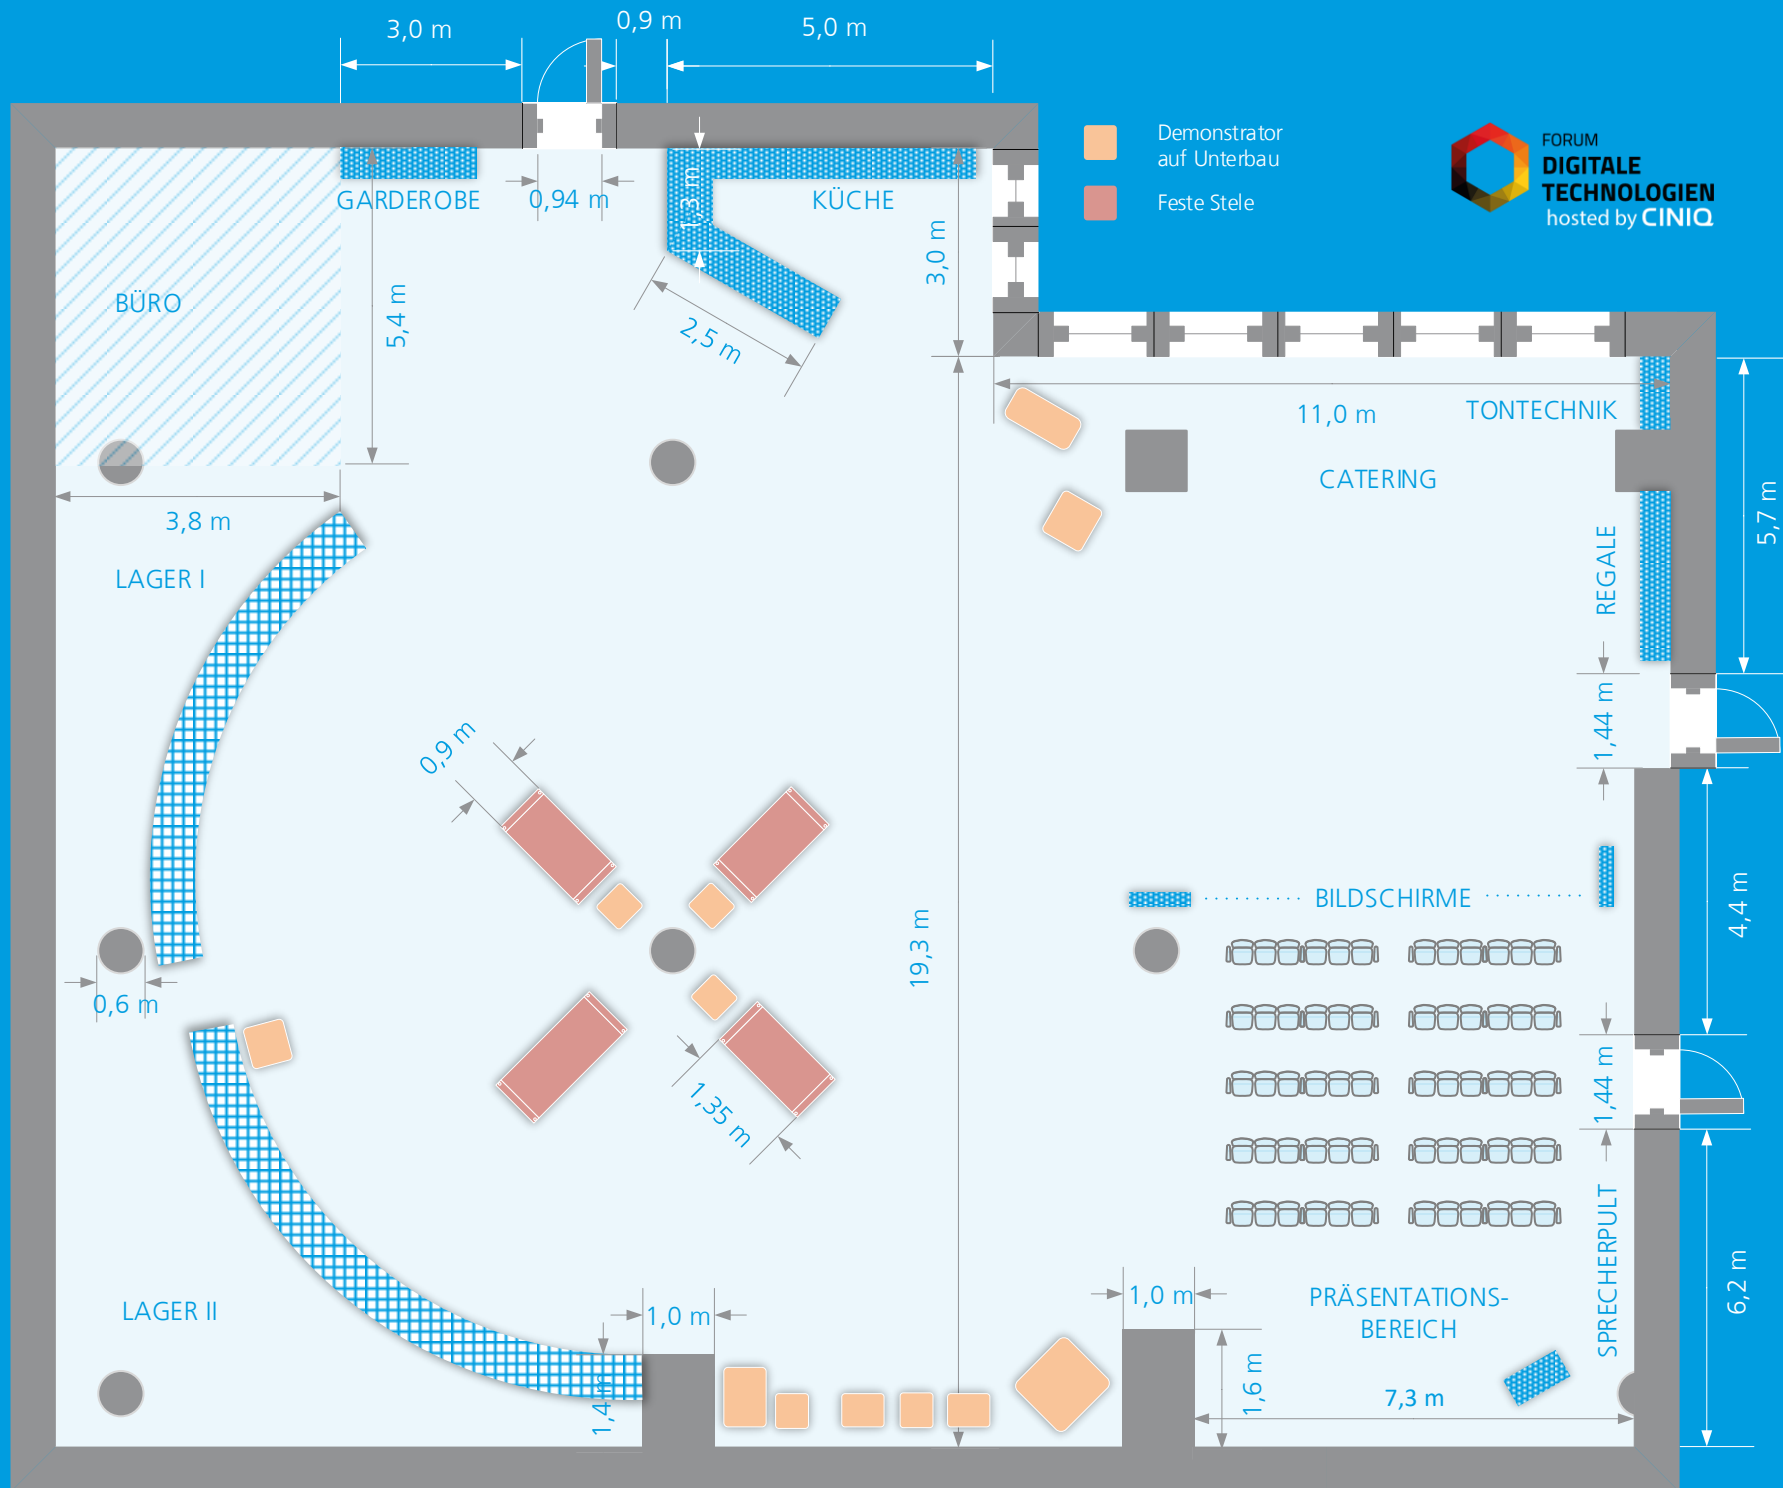 3,0 m
0,9 m
5,0 m
Demonstrator
auf Unterbau
Feste Stele
FORUM
DIGITALE
TECHNOLOGIEN
hosted by CINIQ
GARDEROBE
0,94 m
1,3 m
KÜCHE
3,0 m
BÜRO
5,4 m
2,5 m
11,0 m
TONTECHNIK
CATERING
3,8 m
5,7 m
LAGER I
REGALE
0,9 m
1,44 m
BILDSCHIRME
4,4 m
19,3 m
0,6 m
1,44 m
1,35 m
SPRECHERPULT
6,2 m
LAGER II
1,0 m
1,0 m
PRÄSENTATIONS-
BEREICH
1,4 m
1,6 m
7,3 m